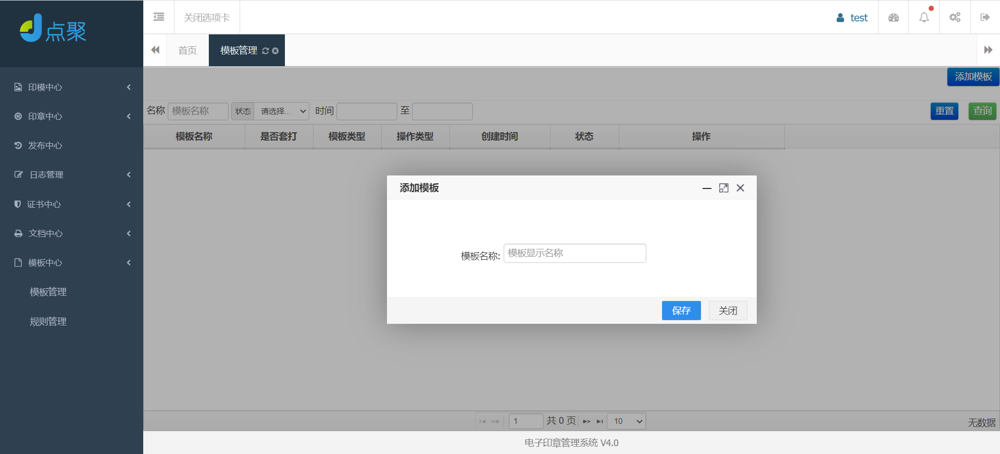 点聚
关闭选项卡
test
首页
模板管理
印模中心
印章中心
发布中心
日志管理
证书中心
文档中心
模板中心
模板管理
规则管理
添加模板
名称 模板名称 状态 请选择... 时间 至 重置 查询
模板名称 是否套打 模板类型 操作类型 创建时间 状态 操作
添加模板
模板名称: 模板显示名称
保存 关闭
1 共 0 页 10 无数据
电子印章管理系统 V4.0